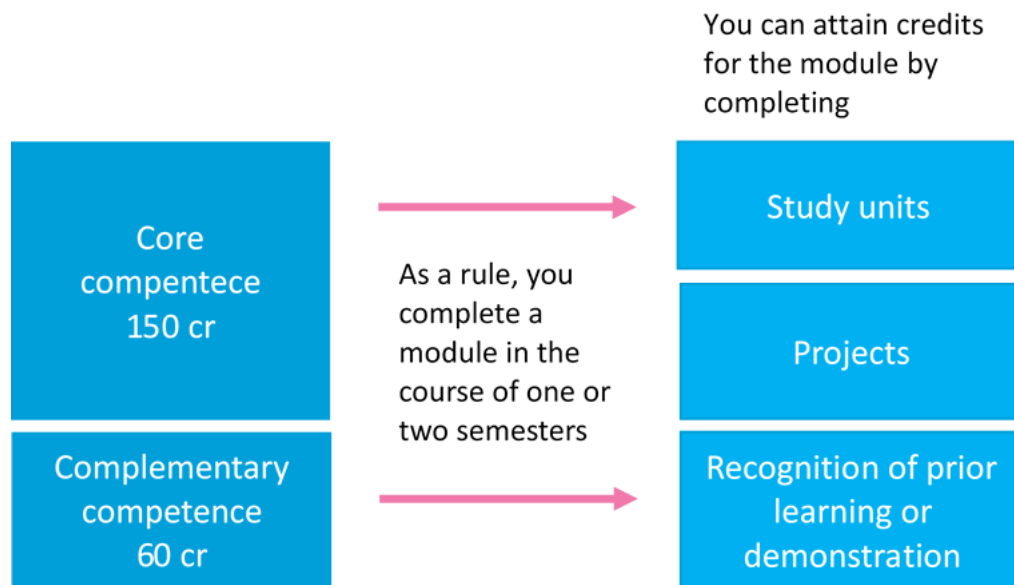 You can attain credits
for the module by
completing
Core
compentece
150 cr
As a rule, you
complete a
module in the
course of one or
two semesters
Study units
Projects
Complementary
competence
60 cr
Recognition of prior
learning or
demonstration